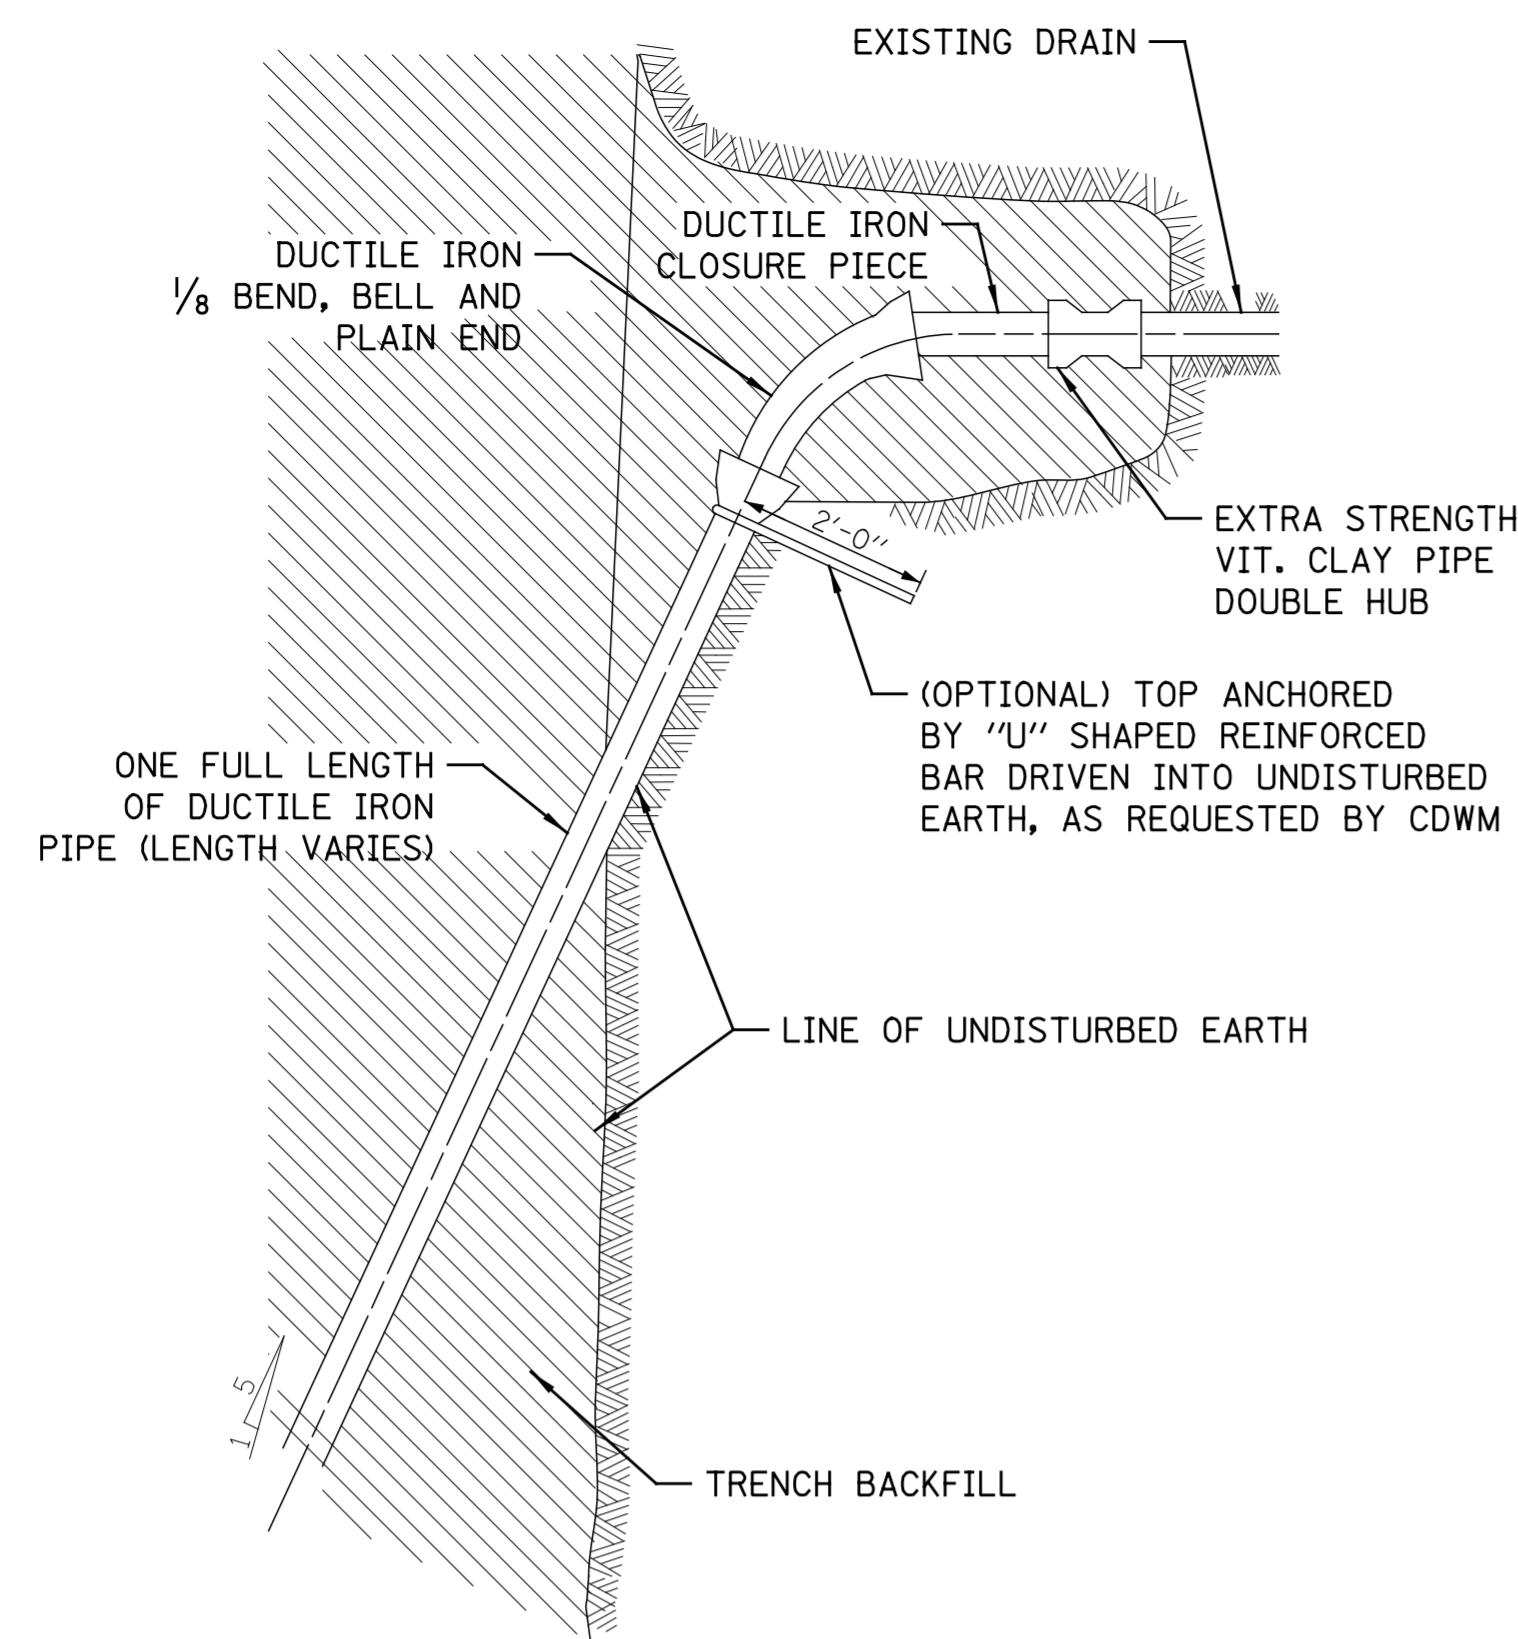 EXISTING DRAIN
DUCTILE IRON
CLOSURE PIECE
DUCTILE IRON
1/8 BEND, BELL AND
PLAIN END
2'-0"
EXTRA STRENGTH
VIT. CLAY PIPE
DOUBLE HUB
(OPTIONAL) TOP ANCHORED
BY "U" SHAPED REINFORCED
BAR DRIVEN INTO UNDISTURBED
EARTH, AS REQUESTED BY CDWM
ONE FULL LENGTH
OF DUCTILE IRON
PIPE (LENGTH VARIES)
LINE OF UNDISTURBED EARTH
5
1
TRENCH BACKFILL